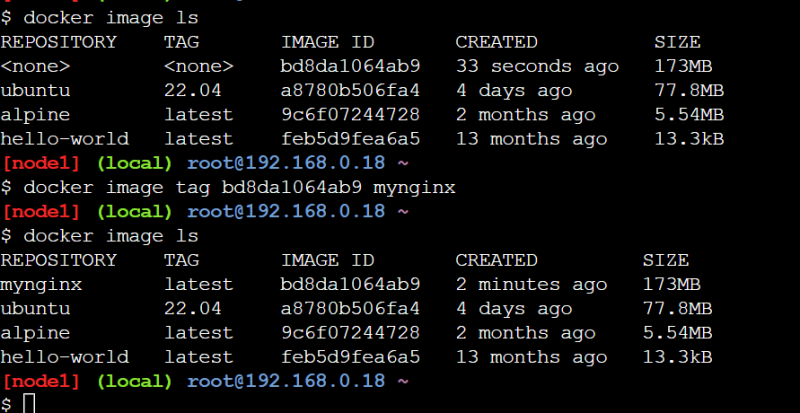 $ docker image ls
REPOSITORY TAG IMAGE ID CREATED SIZE
<none> <none> bd8da1064ab9 33 seconds ago 173MB
ubuntu 22.04 a8780b506fa4 4 days ago 77.8MB
alpine latest 9c6f07244728 2 months ago 5.54MB
hello-world latest feb5d9fea6a5 13 months ago 13.3kB
[node1] (local) root@192.168.0.18 ~
$ docker image tag bd8da1064ab9 mynginx
[node1] (local) root@192.168.0.18 ~
$ docker image ls
REPOSITORY TAG IMAGE ID CREATED SIZE
mynginx latest bd8da1064ab9 2 minutes ago 173MB
ubuntu 22.04 a8780b506fa4 4 days ago 77.8MB
alpine latest 9c6f07244728 2 months ago 5.54MB
hello-world latest feb5d9fea6a5 13 months ago 13.3kB
[node1] (local) root@192.168.0.18 ~
$